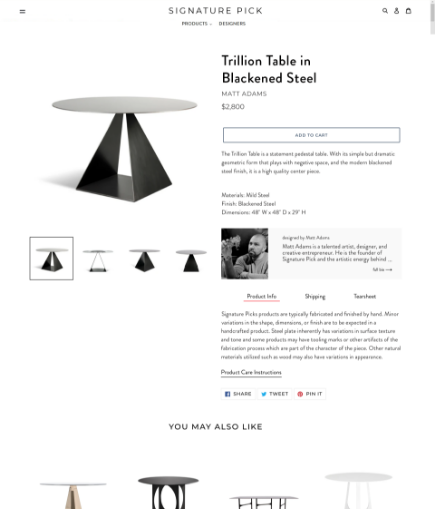 SIGNATURE PICK
PRODUCTS
DESIGNERS
Trillion Table in
Blackened Steel
MATT ADAMS
$2,800
ADD TO CART
The Trillion Table is a statement pedestal table. With its simple but dramatic
geometric form that plays with negative space, and the modern blackened
steel finish, it is a high quality center piece.
Materials: Mild Steel
Finish: Blackened Steel
Dimensions: 48" W x 48" D x 29" H
designed by Matt Adams
Matt Adams is a talented artist, designer, and
creative entrepreneur. He is the founder of
Signature Pick and the artistic energy behind ...
full bio ⟶
Product Info
Shipping
Tearsheet
Signature Picks products are typically fabricated and finished by hand. Minor
variations in the shape, dimensions, or finish are to be expected in a
handcrafted product. Steel plate inherently has variations in surface texture
and tone and some products may have tooling marks or other artifacts of the
fabrication process which are part of the character of the piece. Other natural
materials utilized such as wood may also have variations in appearance.
Product Care Instructions
SHARE
TWEET
PIN IT
YOU MAY ALSO LIKE